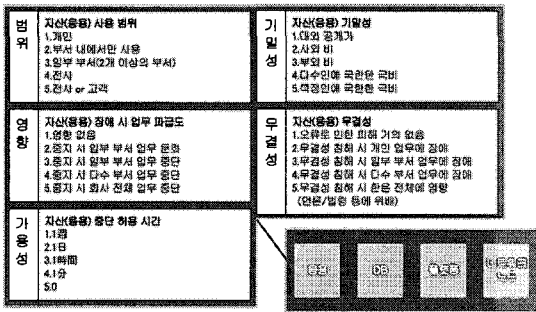 범위
자산(응용) 사용 범위
1.개인
2.부서 내에서만 사용
3.일부 부서(2개 이상의 부서)
4.전사
5.전사 or 고객
기밀성
자산(응용) 기밀성
1.대외 공개가
2.사외 비
3.부외 비
4.다수인에 국한한 극비
5.특정인에 국한한 극비
영향
자산(응용) 장애 시 업무 파급도
1.영향 없음
2.중지 시 일부 부서 업무 둔화
3.중지 시 일부 부서 업무 중단
4.중지 시 다수 부서 업무 중단
5.중지 시 회사 전체 업무 중단
무결성
자산(응용) 무결성
1.오류로 인한 피해 거의 없음
2.무결성 침해 시 개인 업무에 장애
3.무결성 침해 시 일부 부서 업무에 장애
4.무결성 침해 시 다수 부서 업무에 장애
5.무결성 침해 시 한은 전체에 영향
(언론/법령 등에 위배)
가용성
자산(응용) 중단 허용 시간
1.1週
2.1日
3.1時間
4.1分
5.0
응용
DB
플랫폼